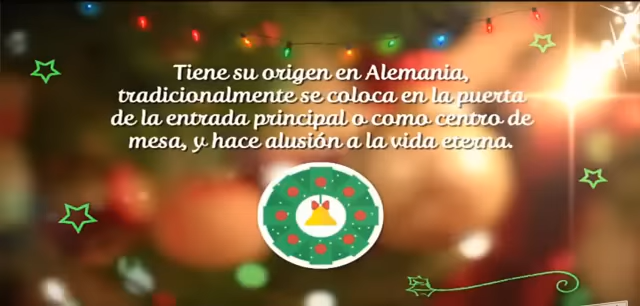 Tiene su origen en Alemania,
tradicionalmente se coloca en la puerta
de la entrada principal o como centro de
mesa, y hace alusión a la vida eterna.